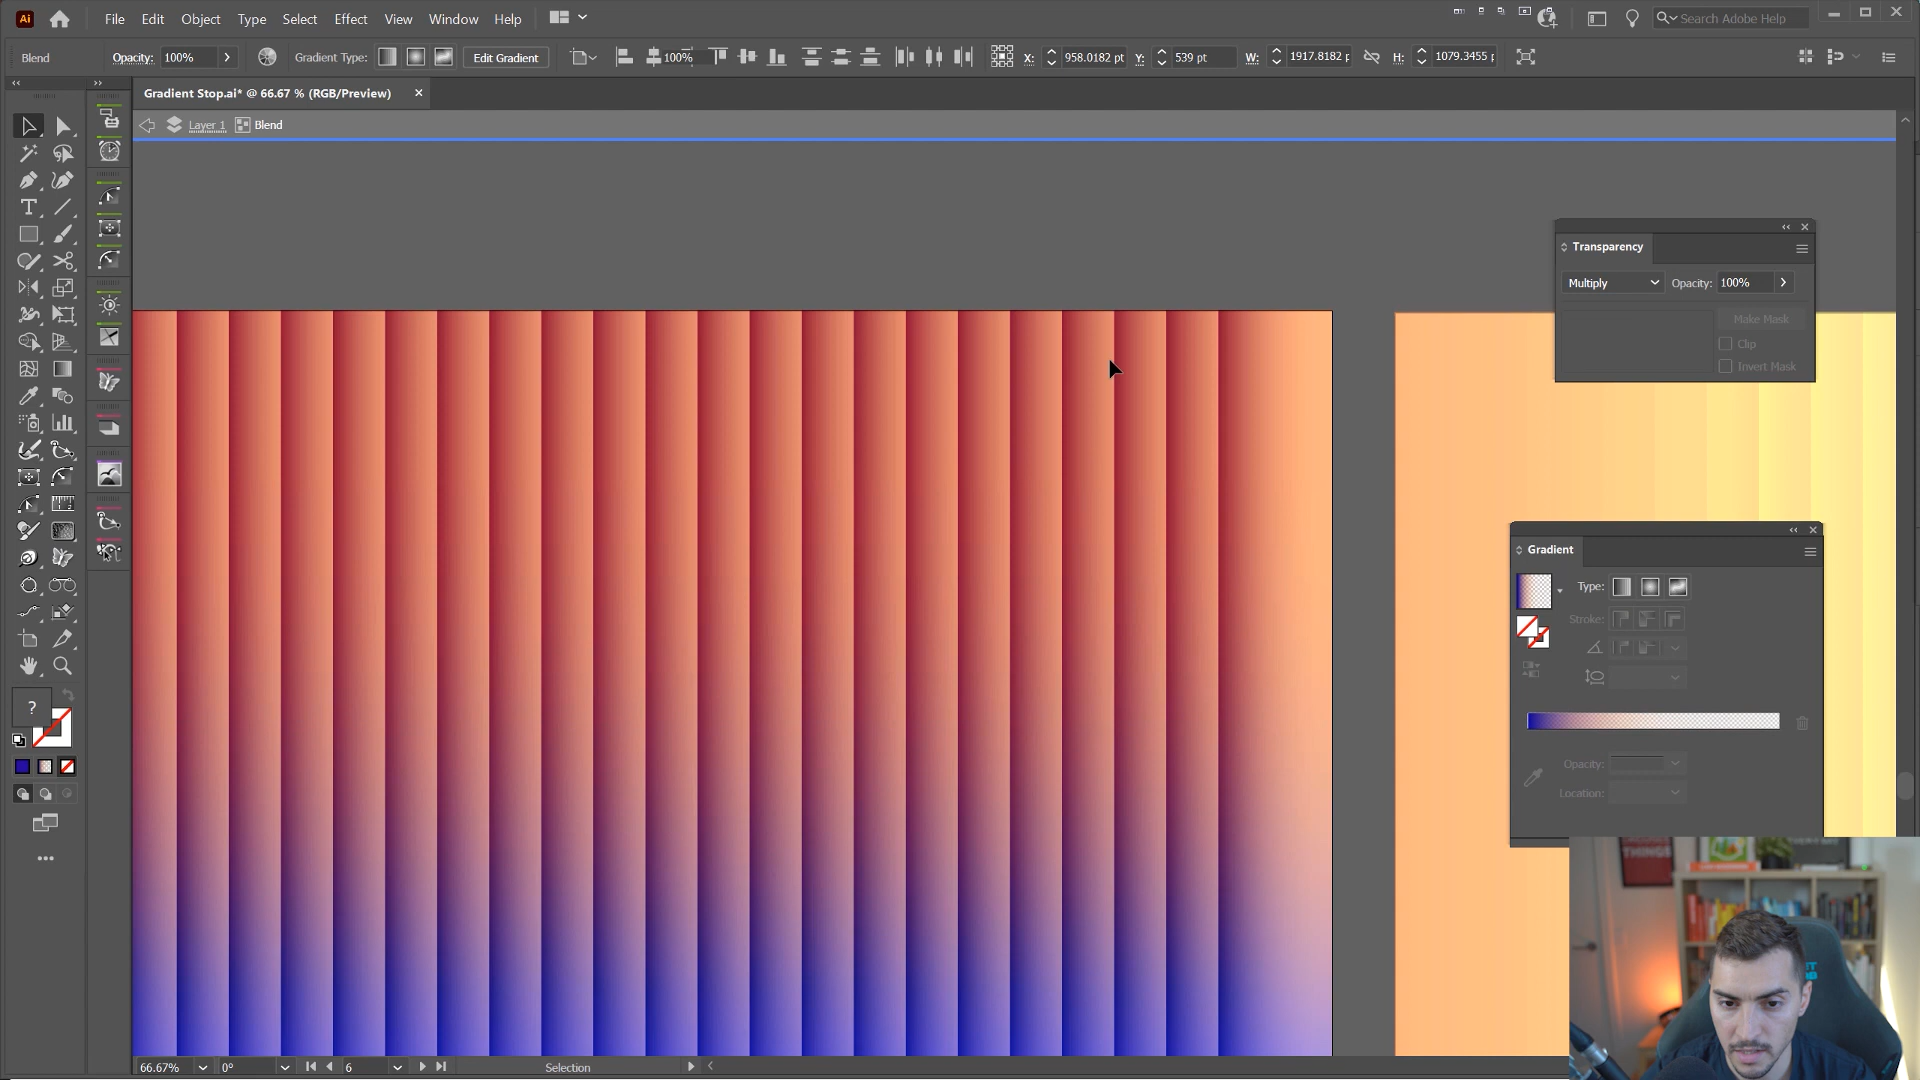 Ai File Edit Object Type Select Effect View Window Help Search Adobe Help
Blend Opacity: 100% Gradient Type: Edit Gradient 100% X: 958.0182 pt Y: 539 pt W: 1917.8182 p H: 1079.3455 p
Gradient Stop.ai* @ 66.67 % (RGB/Preview)
Layer 1 Blend
Transparency
Multiply Opacity: 100%
Make Mask
Clip
Invert Mask
Gradient
Type:
Stroke:
Opacity:
Location:
T
?
66.67% 0° 6 Selection
THINGS